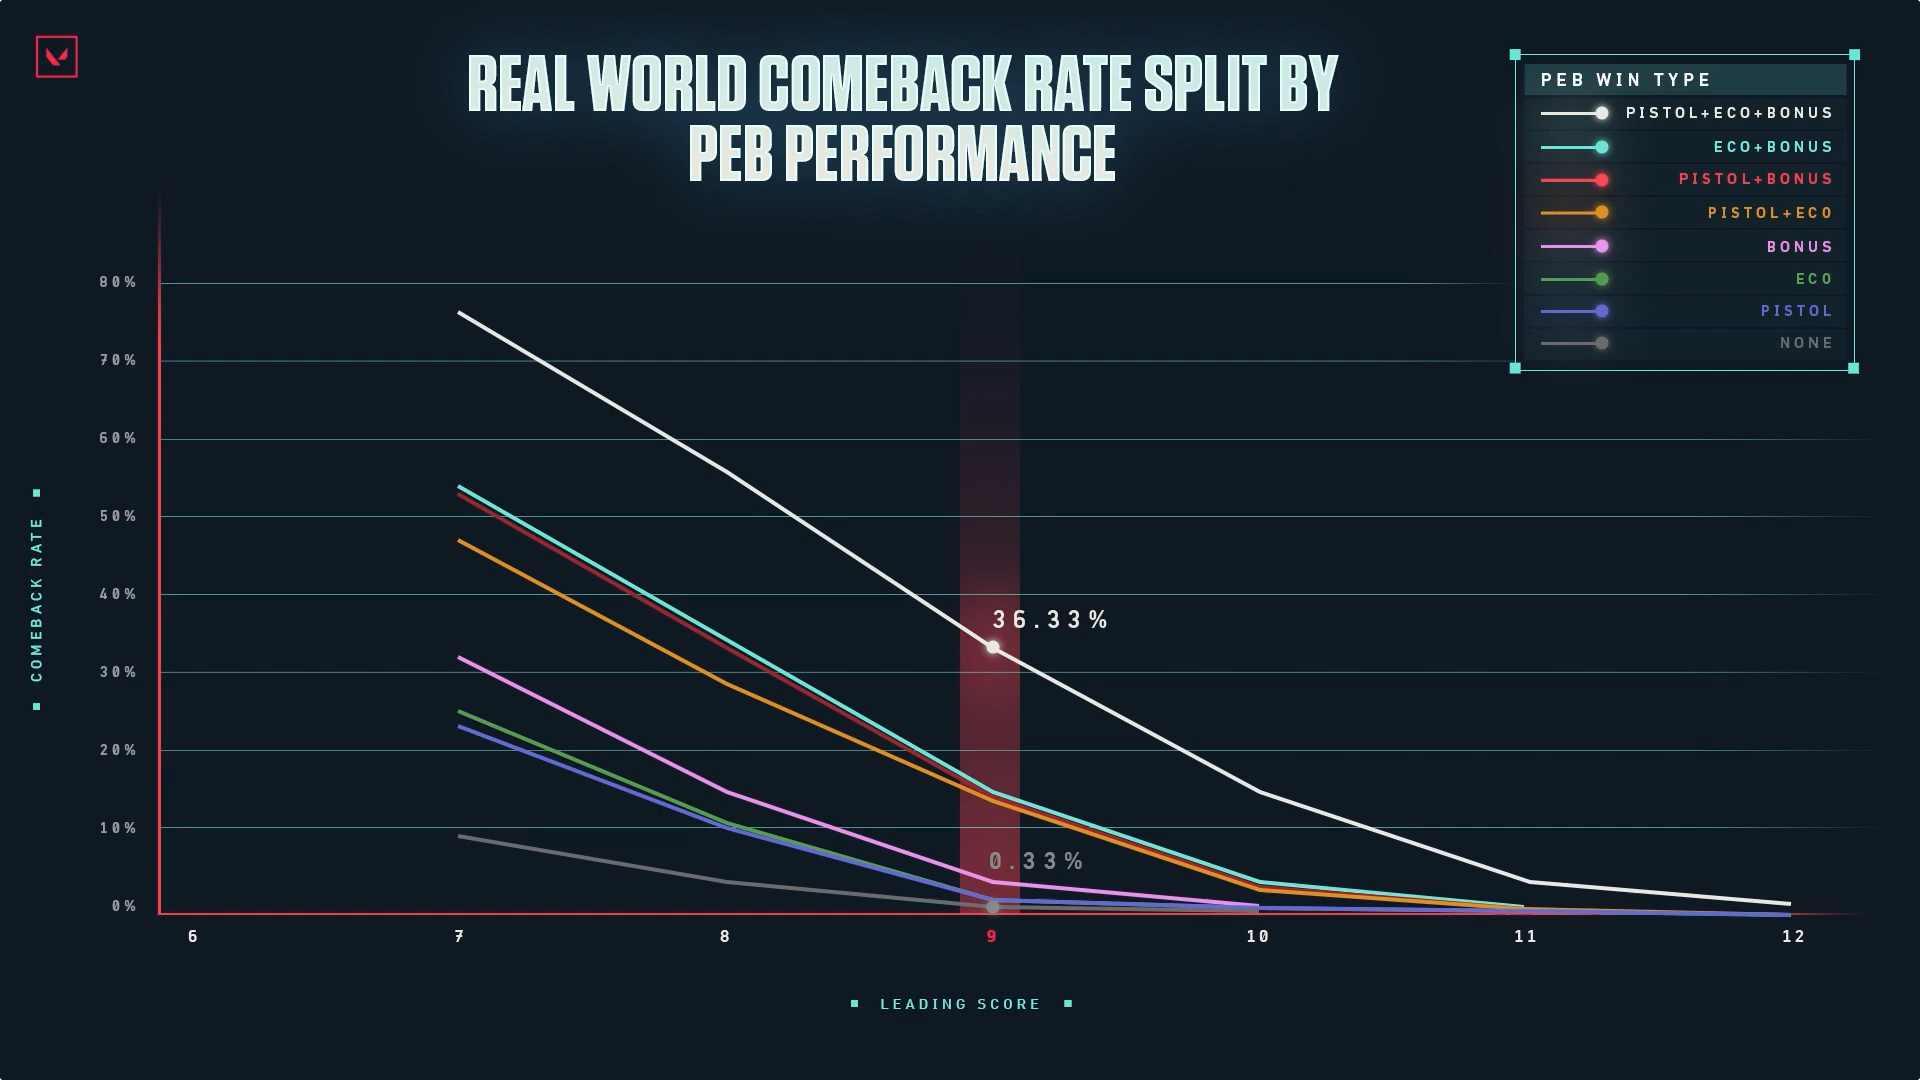 REAL WORLD COMEBACK RATE SPLIT BY
PEB PERFORMANCE
PEB WIN TYPE
PISTOL+ECO+BONUS
ECO+BONUS
PISTOL+BONUS
PISTOL+ECO
BONUS
ECO
PISTOL
NONE
COMEBACK RATE
80%
70%
60%
50%
40%
30%
20%
10%
0%
36.33%
0.33%
6
7
8
9
10
11
12
LEADING SCORE